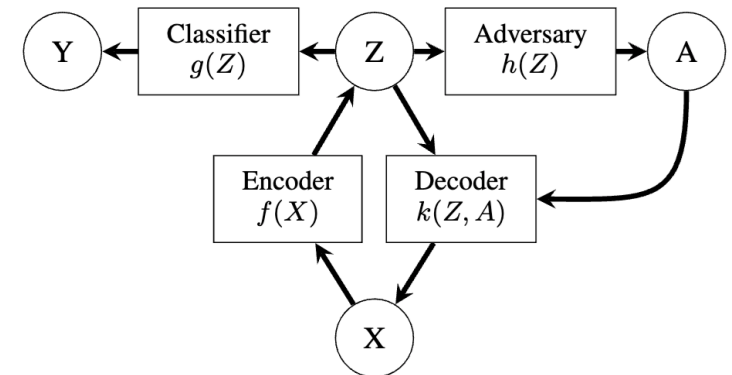 Y
Classifier
g(Z)
Z
Adversary
h(Z)
A
Encoder
f(X)
Decoder
k(Z, A)
X